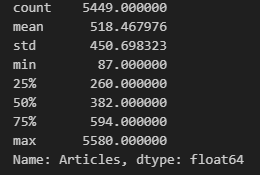 count    5449.000000
mean      518.467976
std       450.698323
min        87.000000
25%       260.000000
50%       382.000000
75%       594.000000
max      5580.000000
Name: Articles, dtype: float64